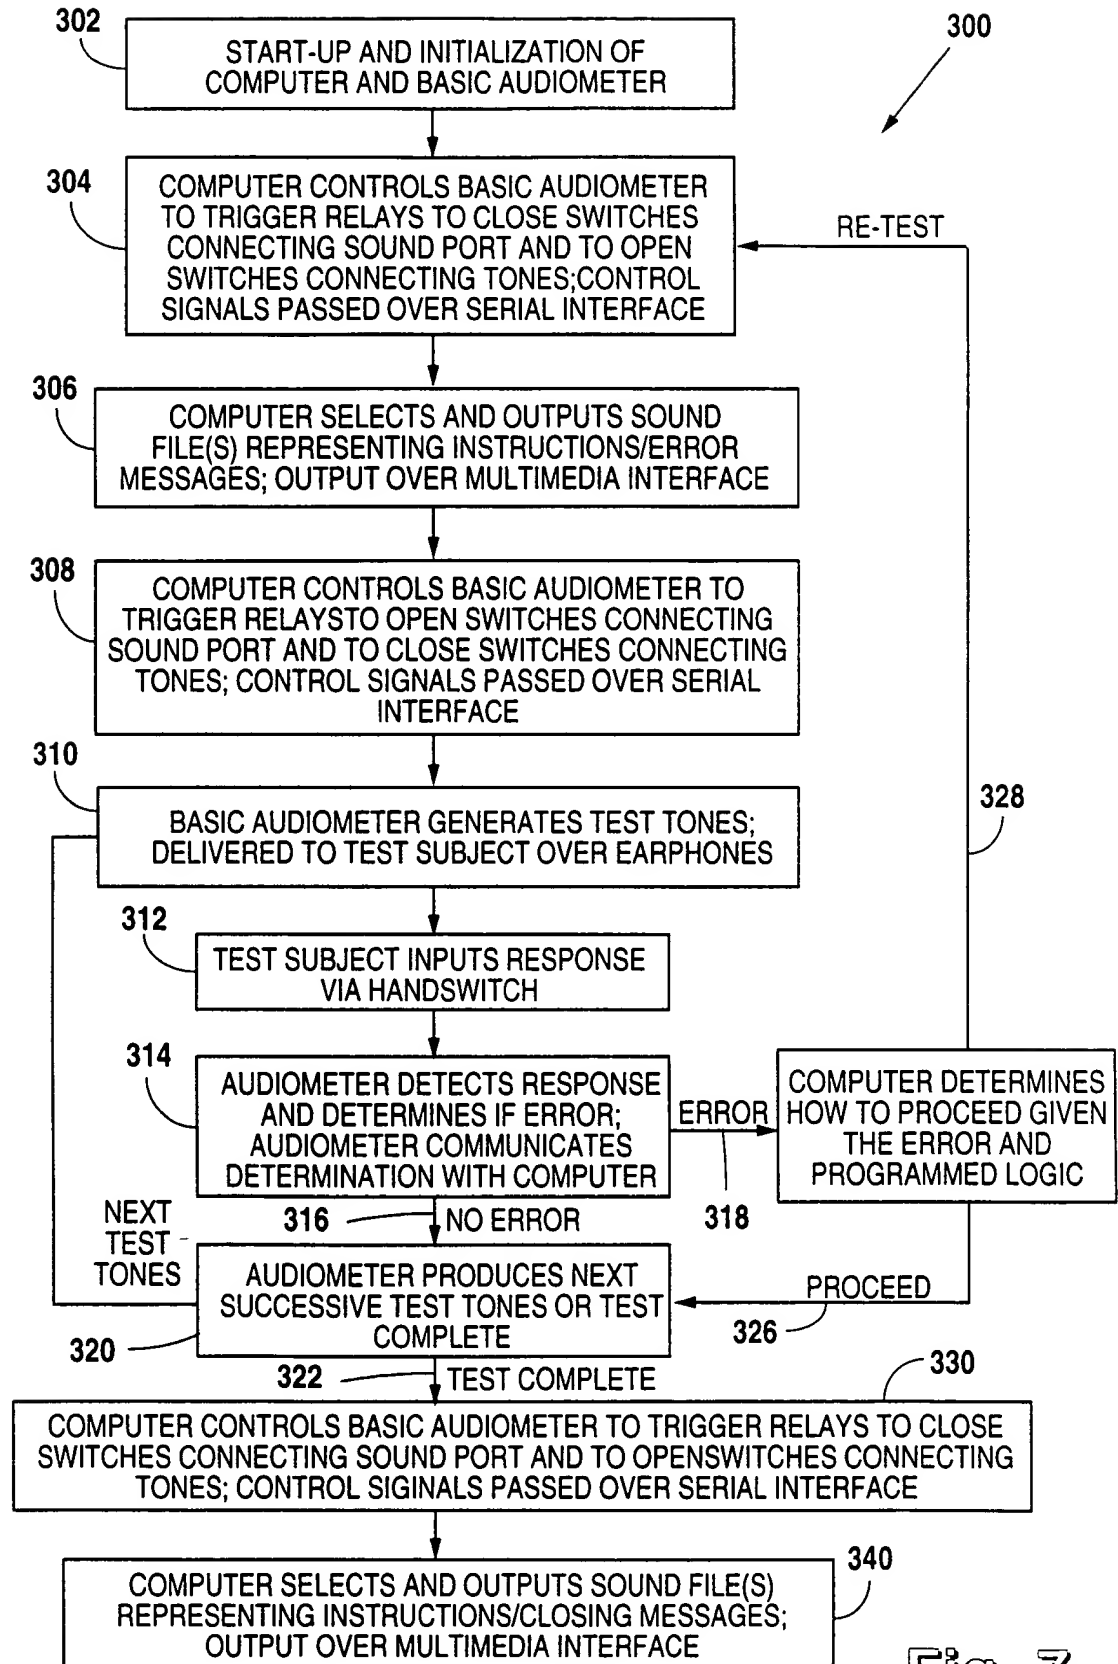 302
START-UP AND INITIALIZATION OF
COMPUTER AND BASIC AUDIOMETER
300
304
COMPUTER CONTROLS BASIC AUDIOMETER
TO TRIGGER RELAYS TO CLOSE SWITCHES
CONNECTING SOUND PORT AND TO OPEN
SWITCHES CONNECTING TONES;CONTROL
SIGNALS PASSED OVER SERIAL INTERFACE
RE-TEST
306
COMPUTER SELECTS AND OUTPUTS SOUND
FILE(S) REPRESENTING INSTRUCTIONS/ERROR
MESSAGES; OUTPUT OVER MULTIMEDIA INTERFACE
308
COMPUTER CONTROLS BASIC AUDIOMETER TO
TRIGGER RELAYSTO OPEN SWITCHES CONNECTING
SOUND PORT AND TO CLOSE SWITCHES CONNECTING
TONES; CONTROL SIGNALS PASSED OVER SERIAL
INTERFACE
310
BASIC AUDIOMETER GENERATES TEST TONES;
DELIVERED TO TEST SUBJECT OVER EARPHONES
328
312
TEST SUBJECT INPUTS RESPONSE
VIA HANDSWITCH
314
AUDIOMETER DETECTS RESPONSE
AND DETERMINES IF ERROR;
AUDIOMETER COMMUNICATES
DETERMINATION WITH COMPUTER
ERROR
318
COMPUTER DETERMINES
HOW TO PROCEED GIVEN
THE ERROR AND
PROGRAMMED LOGIC
316
NO ERROR
NEXT
TEST
TONES
AUDIOMETER PRODUCES NEXT
SUCCESSIVE TEST TONES OR TEST
COMPLETE
PROCEED
326
320
322
TEST COMPLETE
330
COMPUTER CONTROLS BASIC AUDIOMETER TO TRIGGER RELAYS TO CLOSE
SWITCHES CONNECTING SOUND PORT AND TO OPENSWITCHES CONNECTING
TONES; CONTROL SIGINALS PASSED OVER SERIAL INTERFACE
340
COMPUTER SELECTS AND OUTPUTS SOUND FILE(S)
REPRESENTING INSTRUCTIONS/CLOSING MESSAGES;
OUTPUT OVER MULTIMEDIA INTERFACE